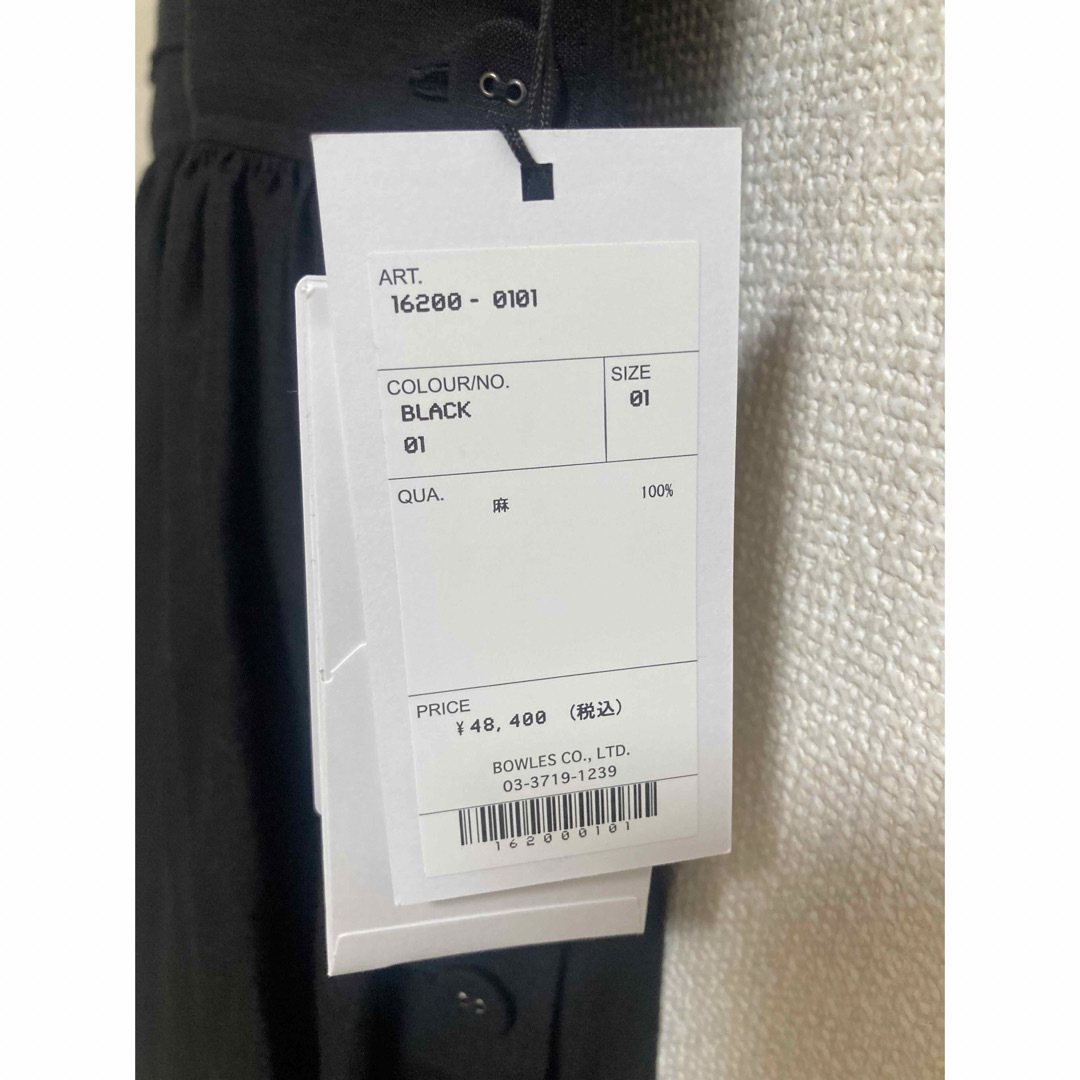 ART.
16200 - 0101
COLOUR/NO.
BLACK
01
SIZE
01
QUA.
麻 100%
PRICE
¥48,400 (税込)
BOWLES CO., LTD.
03-3719-1239
162000101